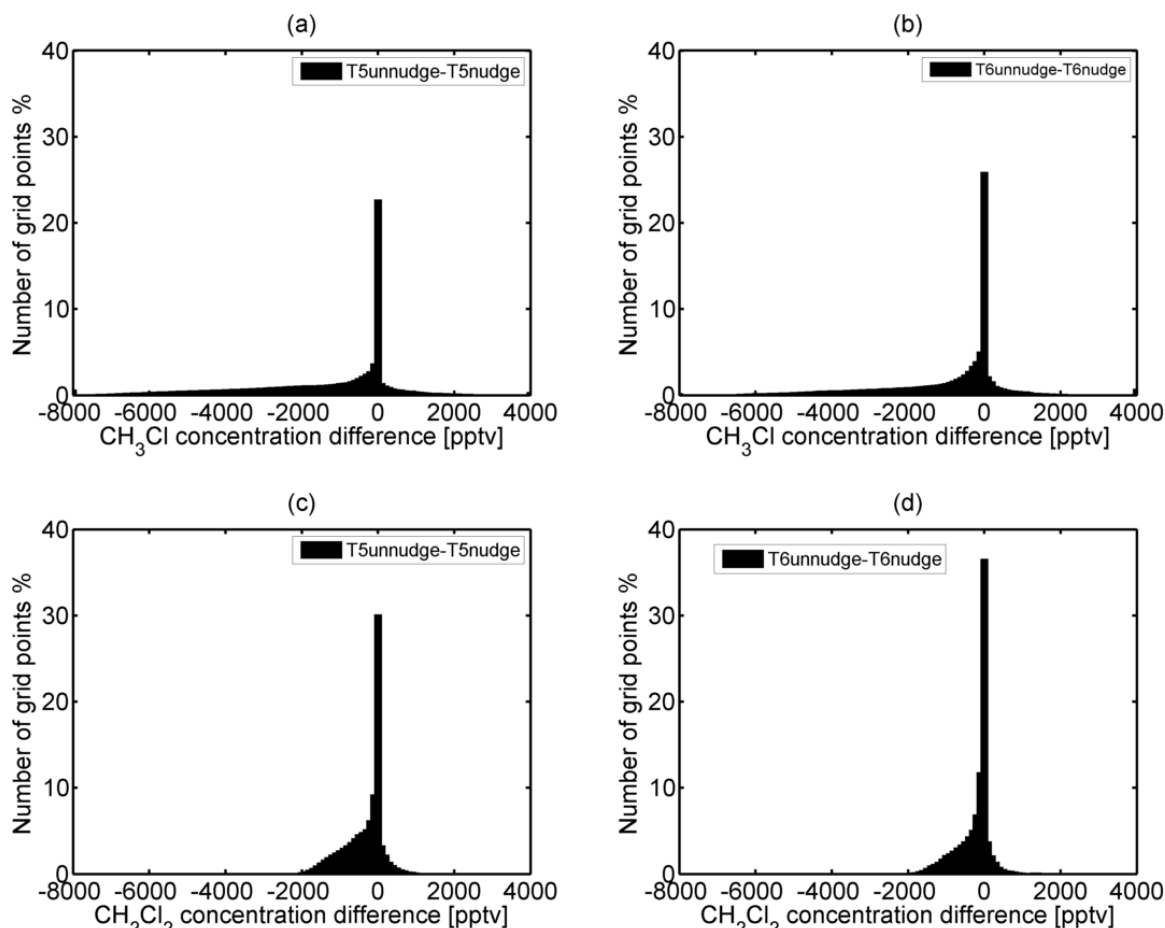 (a)
T5unnudge-T5nudge
Number of grid points %
40
30
20
10
0
-8000 -6000 -4000 -2000 0 2000 4000
CH3Cl concentration difference [pptv]
(b)
T6unnudge-T6nudge
Number of grid points %
40
30
20
10
0
-8000 -6000 -4000 -2000 0 2000 4000
CH3Cl concentration difference [pptv]
(c)
T5unnudge-T5nudge
Number of grid points %
40
30
20
10
0
-8000 -6000 -4000 -2000 0 2000 4000
CH2Cl2 concentration difference [pptv]
(d)
T6unnudge-T6nudge
Number of grid points %
40
30
20
10
0
-8000 -6000 -4000 -2000 0 2000 4000
CH2Cl2 concentration difference [pptv]